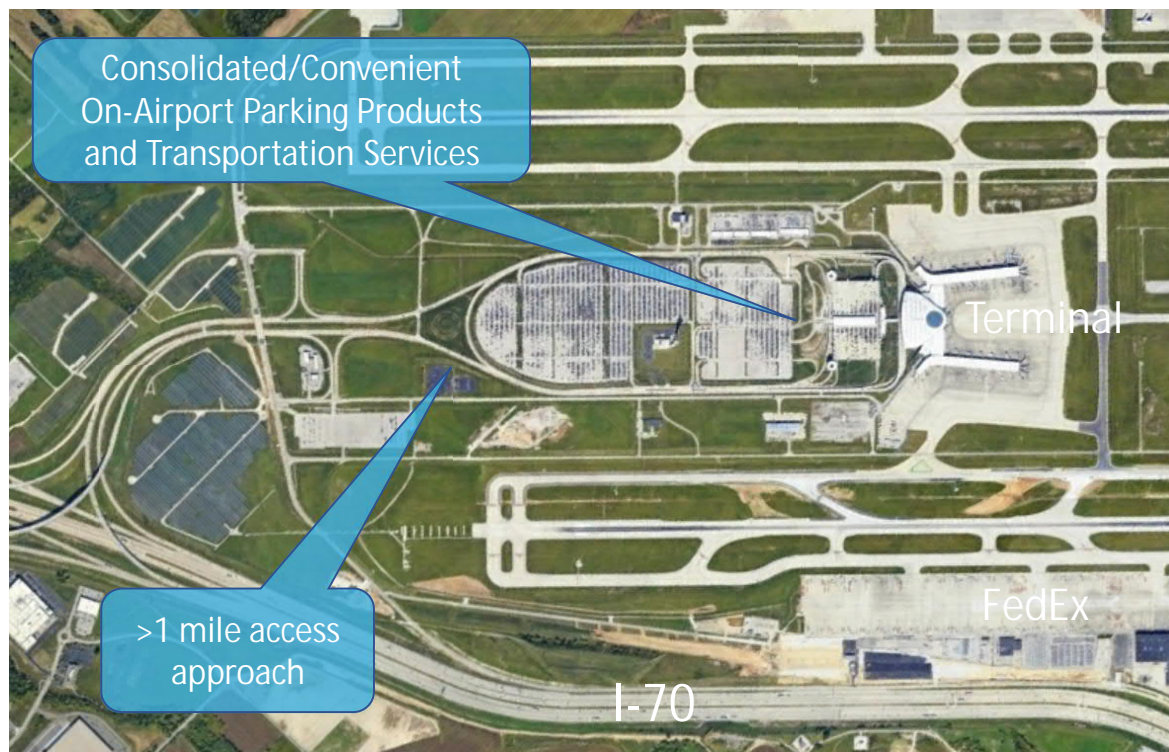 Consolidated/Convenient
On-Airport Parking Products
and Transportation Services
Terminal
>1 mile access
approach
FedEx
I-70